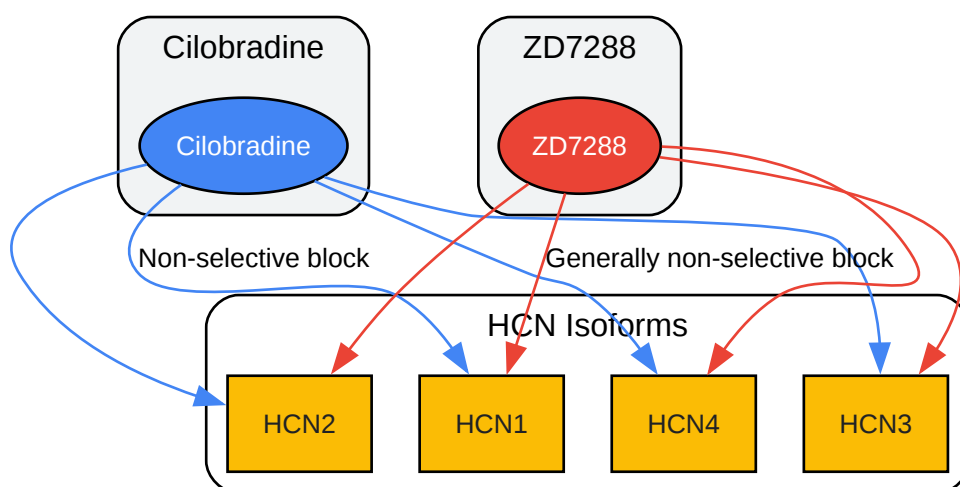 Cilobradine
ZD7288
Cilobradine
ZD7288
Non-selective block
Generally non-selective block
HCN Isoforms
HCN2
HCN1
HCN4
HCN3